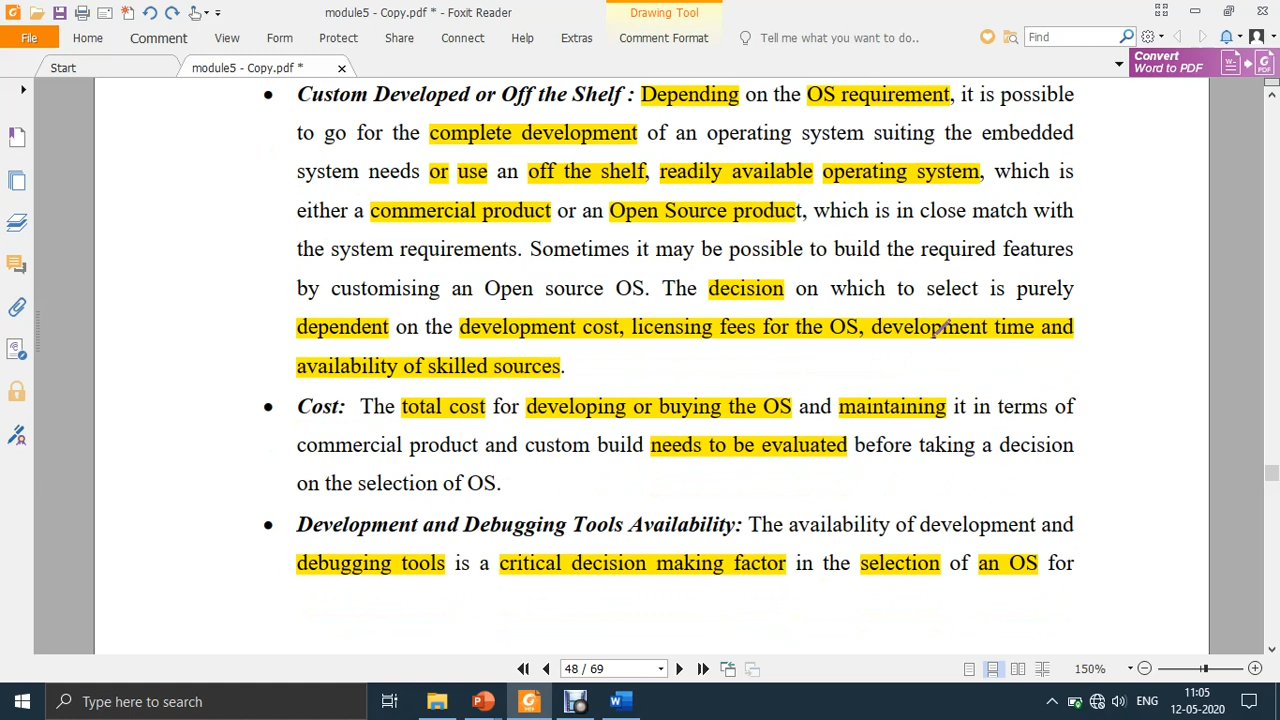 module5 - Copy.pdf * - Foxit Reader
Drawing Tool
File
Home
Comment
View
Form
Protect
Share
Connect
Help
Extras
Comment Format
Tell me what you want to do..
Find
Start
module5 - Copy.pdf *
Convert
Word to PDF
• Custom Developed or Off the Shelf : Depending on the OS requirement, it is possible
to go for the complete development of an operating system suiting the embedded
system needs or use an off the shelf, readily available operating system, which is
either a commercial product or an Open Source product, which is in close match with
the system requirements. Sometimes it may be possible to build the required features
by customising an Open source OS. The decision on which to select is purely
dependent on the development cost, licensing fees for the OS, development time and
availability of skilled sources.
• Cost: The total cost for developing or buying the OS and maintaining it in terms of
commercial product and custom build needs to be evaluated before taking a decision
on the selection of OS.
• Development and Debugging Tools Availability: The availability of development and
debugging tools is a critical decision making factor in the selection of an OS for
48 / 69
150%
Type here to search
ENG
11:05
12-05-2020